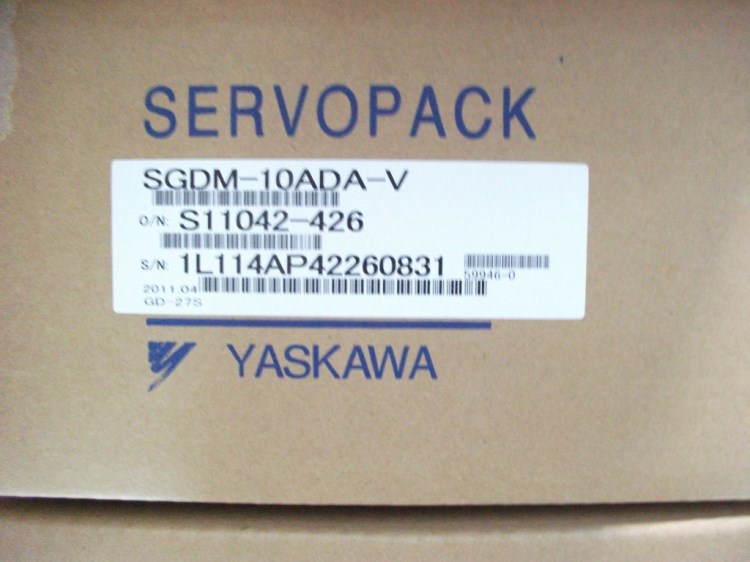 SERVOPACK
SGDM-10ADA-V
O/N: S11042-426
S/N: 1L114AP42260831
59946-0
2011.04
GD-27S
YASKAWA